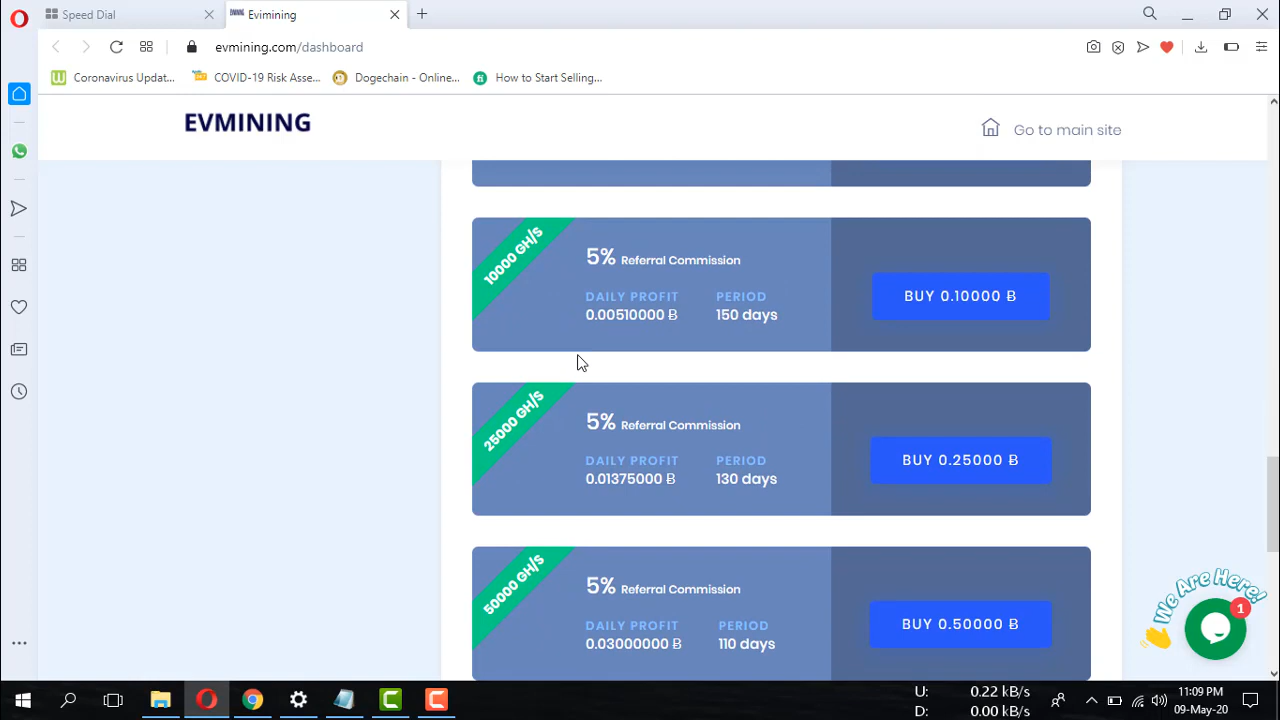 Speed Dial
Evmining
evmining.com/dashboard
Coronavirus Updat...
COVID-19 Risk Asse...
Dogechain - Online...
How to Start Selling...
EVMINING
Go to main site
10000 GH/S
5% Referral Commission
DAILY PROFIT PERIOD
0.00510000 Ƀ 150 days
BUY 0.10000 Ƀ
25000 GH/S
5% Referral Commission
DAILY PROFIT PERIOD
0.01375000 Ƀ 130 days
BUY 0.25000 Ƀ
50000 GH/S
5% Referral Commission
DAILY PROFIT PERIOD
0.03000000 Ƀ 110 days
BUY 0.50000 Ƀ
We Are Here!
1
U: 0.22 kB/s
D: 0.00 kB/s
11:09 PM
09-May-20